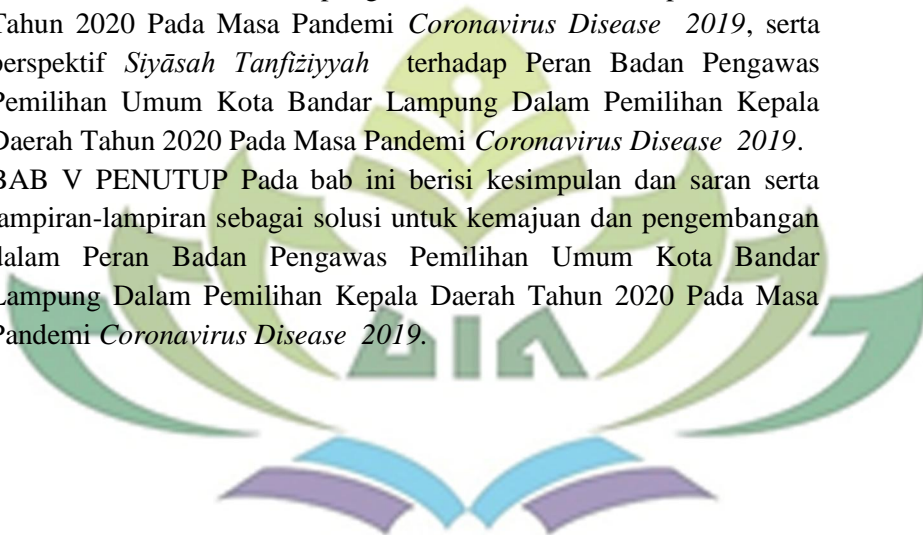 Tahun 2020 Pada Masa Pandemi Coronavirus Disease 2019, serta
perspektif Siyāsah Tanfiżiyyah terhadap Peran Badan Pengawas
Pemilihan Umum Kota Bandar Lampung Dalam Pemilihan Kepala
Daerah Tahun 2020 Pada Masa Pandemi Coronavirus Disease 2019.
BAB V PENUTUP Pada bab ini berisi kesimpulan dan saran serta
lampiran-lampiran sebagai solusi untuk kemajuan dan pengembangan
dalam Peran Badan Pengawas Pemilihan Umum Kota Bandar
Lampung Dalam Pemilihan Kepala Daerah Tahun 2020 Pada Masa
Pandemi Coronavirus Disease 2019.